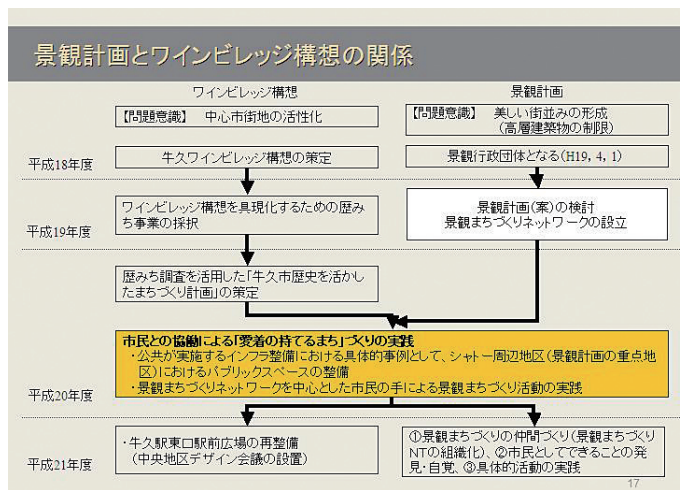 景観計画とワインビレッジ構想の関係
ワインビレッジ構想
景観計画
【問題意識】 中心市街地の活性化
【問題意識】 美しい街並みの形成
(高層建築物の制限)
平成18年度
牛久ワインビレッジ構想の策定
景観行政団体となる(H19, 4, 1)
平成19年度
ワインビレッジ構想を具現化するための歴み
ち事業の採択
景観計画(案)の検討
景観まちづくりネットワークの設立
歴みち調査を活用した「牛久市歴史を活かし
たまちづくり計画」の策定
平成20年度
市民との協働による「愛着の持てるまち」づくりの実践
・公共が実施するインフラ整備における具体的事例として、シャトー周辺地区(景観計画の重点地
区)におけるパブリックスペースの整備
・景観まちづくりネットワークを中心とした市民の手による景観まちづくり活動の実践
平成21年度
・牛久駅東口駅前広場の再整備
(中央地区デザイン会議の設置)
①景観まちづくりの仲間づくり(景観まちづくり
NTの組織化)、②市民としてできることの発
見・自覚、③具体的活動の実践
17